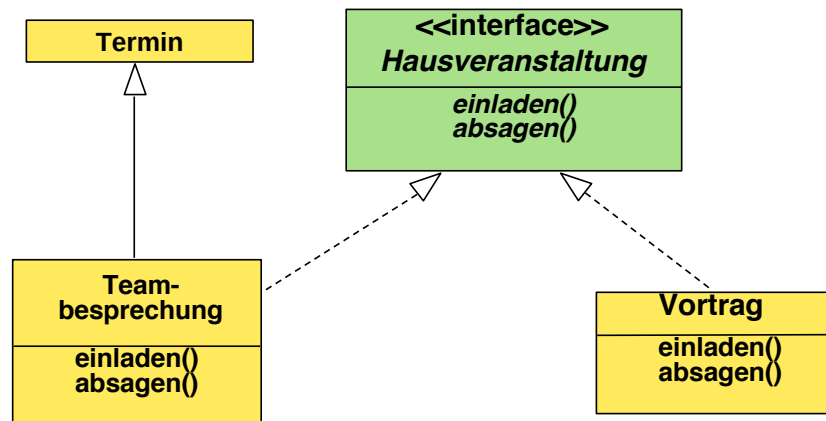 Termin
<<interface>>
Hausveranstaltung
einladen()
absagen()
Team-
besprechung
einladen()
absagen()
Vortrag
einladen()
absagen()